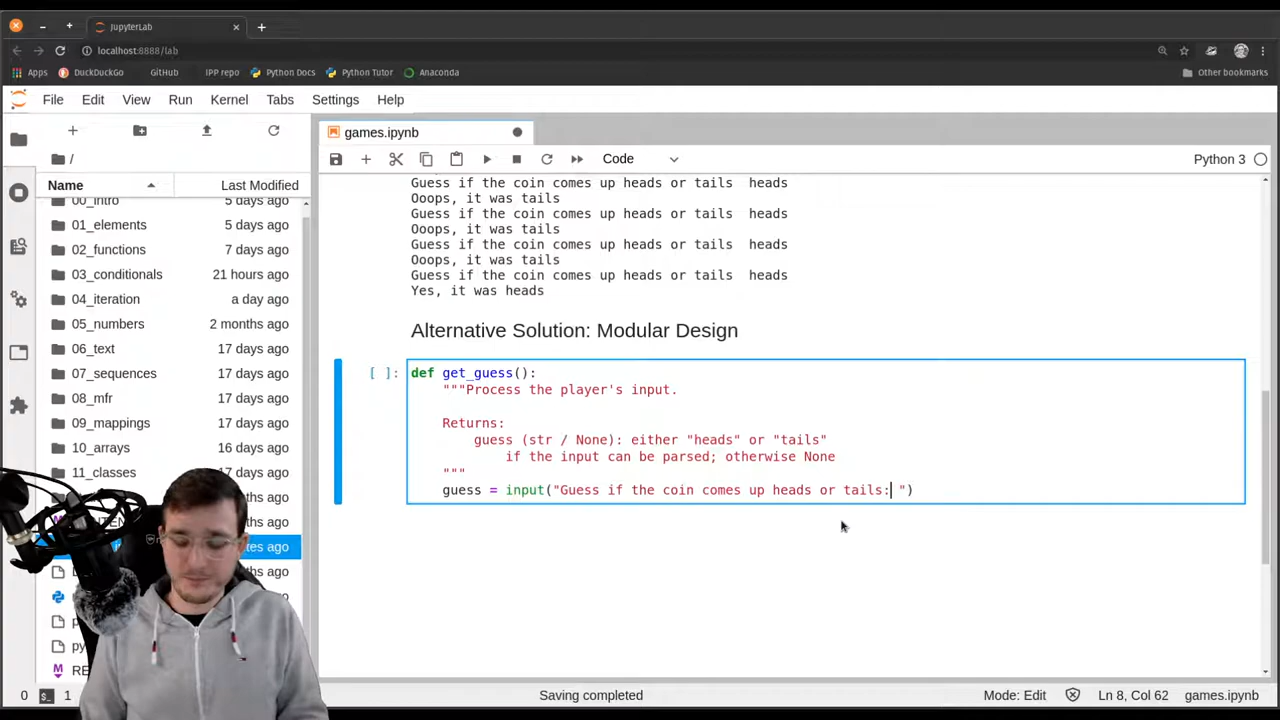 JupyterLab
localhost:8888/lab
Apps DuckDuckGo GitHub IPP repo Python Docs Python Tutor Anaconda Other bookmarks
File Edit View Run Kernel Tabs Settings Help
games.ipynb
/
Code
Python 3
Name Last Modified
00_intro 5 days ago
01_elements 5 days ago
02_functions 7 days ago
03_conditionals 21 hours ago
04_iteration a day ago
05_numbers 2 months ago
06_text 17 days ago
07_sequences 17 days ago
08_mfr 17 days ago
09_mappings 17 days ago
10_arrays 16 days ago
11_classes 17 days ago
ago
ago
ago
ago
ago
ago
ago
Guess if the coin comes up heads or tails  heads
Ooops, it was tails
Guess if the coin comes up heads or tails  heads
Ooops, it was tails
Guess if the coin comes up heads or tails  heads
Ooops, it was tails
Guess if the coin comes up heads or tails  heads
Yes, it was heads
Alternative Solution: Modular Design
[ ]:
def get_guess():
"""Process the player's input.
Returns:
guess (str / None): either "heads" or "tails"
if the input can be parsed; otherwise None
"""
guess = input("Guess if the coin comes up heads or tails: ")
0 $_ 1 Saving completed Mode: Edit Ln 8, Col 62 games.ipynb